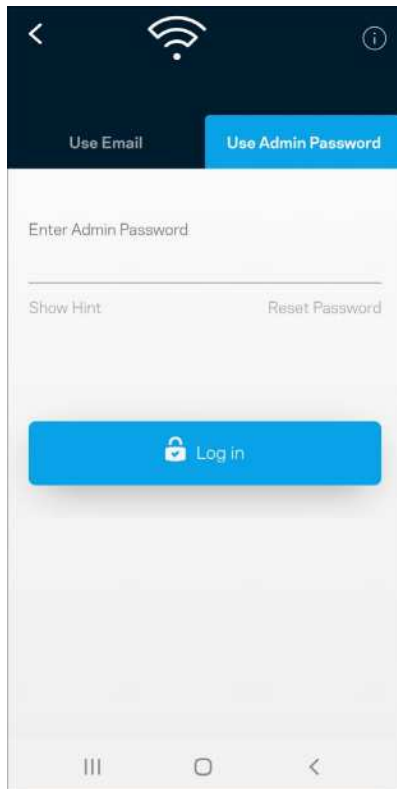 Use Email
Use Admin Password
Enter Admin Password
Show Hint
Reset Password
Log in